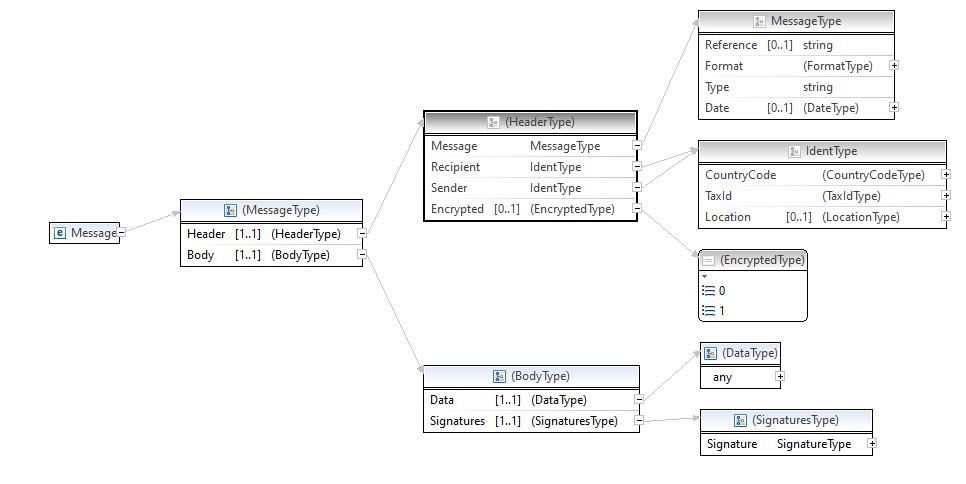 e Message
(MessageType)
Header [1..1] (HeaderType)
Body [1..1] (BodyType)
(HeaderType)
Message MessageType
Recipient IdentType
Sender IdentType
Encrypted [0..1] (EncryptedType)
(BodyType)
Data [1..1] (DataType)
Signatures [1..1] (SignaturesType)
MessageType
Reference [0..1] string
Format (FormatType)
Type string
Date [0..1] (DateType)
IdentType
CountryCode (CountryCodeType)
TaxId (TaxIdType)
Location [0..1] (LocationType)
(EncryptedType)
0
1
(DataType)
any
(SignaturesType)
Signature SignatureType